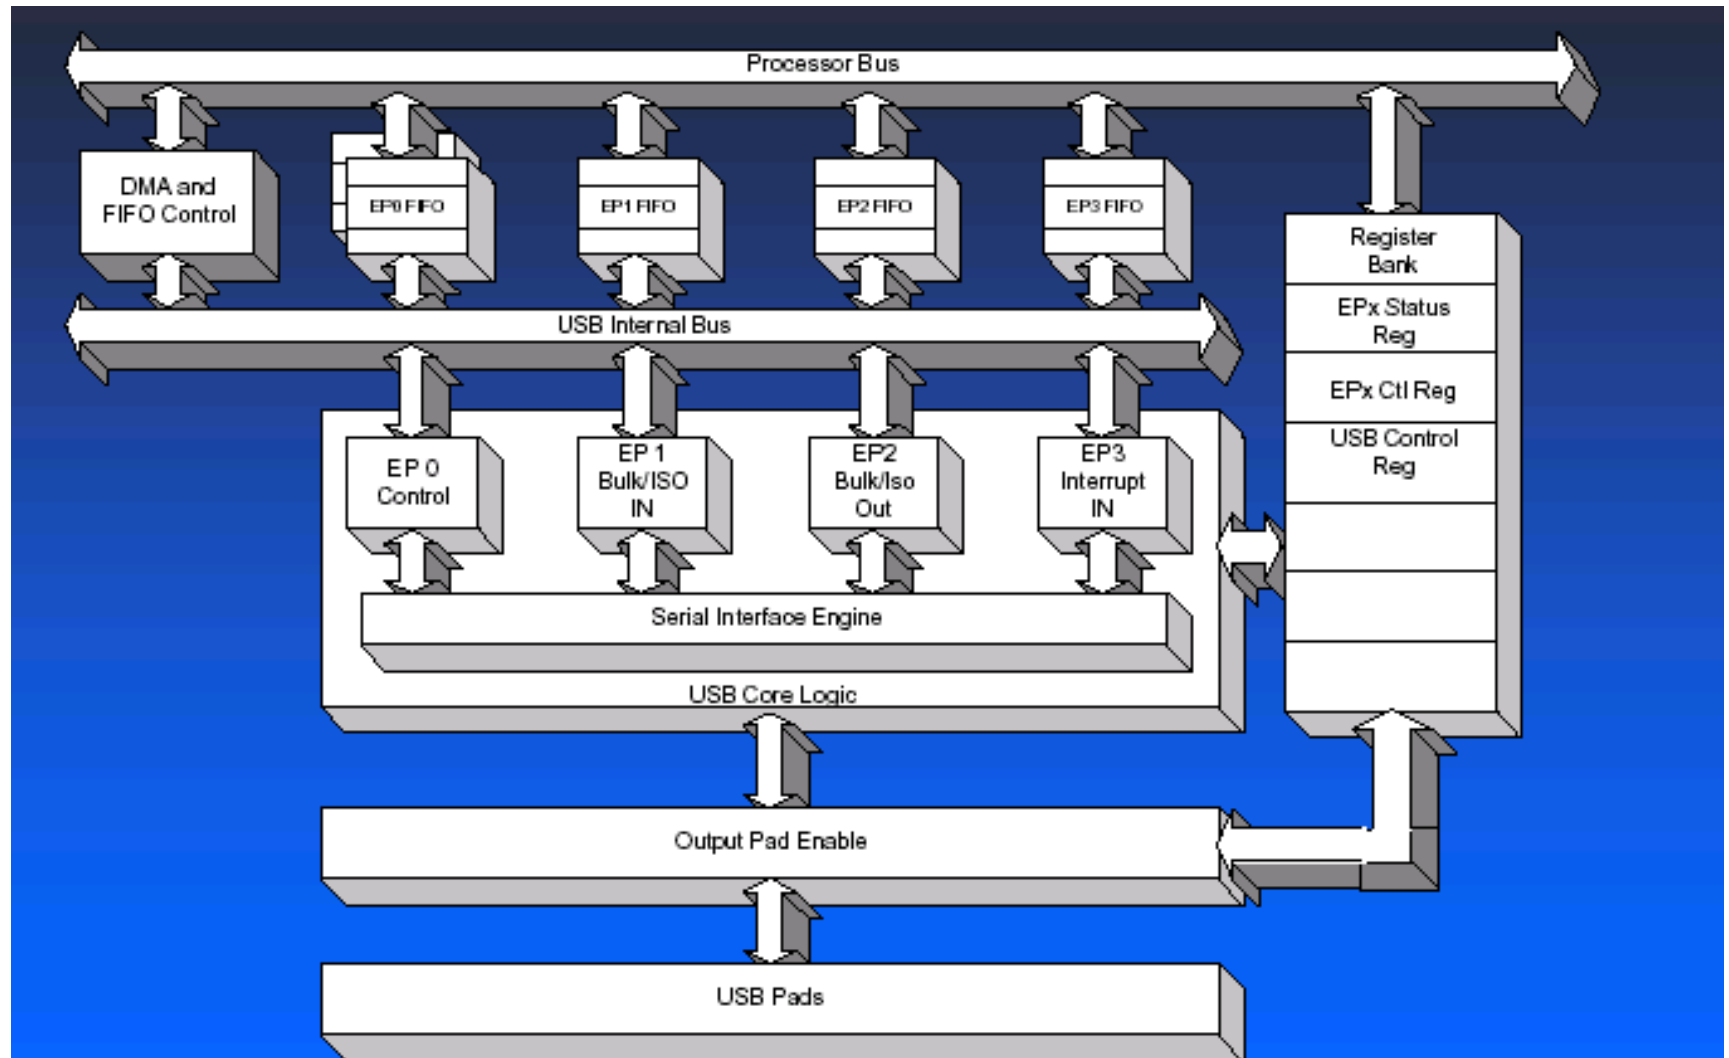 Processor Bus
DMA and
FIFO Control
EP0 FIFO
EP1 FIFO
EP2 FIFO
EP3 FIFO
Register
Bank
EPx Status
Reg
EPx Ctl Reg
USB Control
Reg
USB Internal Bus
EP 0
Control
EP 1
Bulk/ISO
IN
EP2
Bulk/Iso
Out
EP3
Interrupt
IN
Serial Interface Engine
USB Core Logic
Output Pad Enable
USB Pads